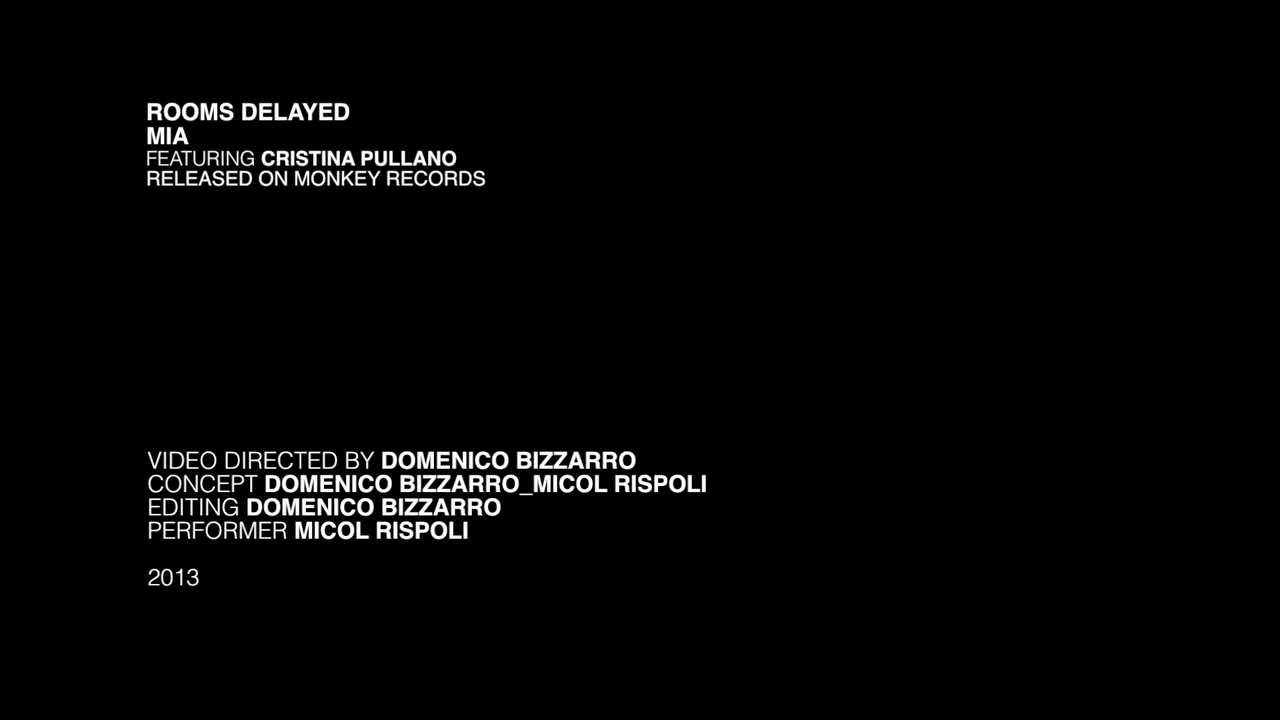 ROOMS DELAYED
MIA
FEATURING CRISTINA PULLANO
RELEASED ON MONKEY RECORDS
VIDEO DIRECTED BY DOMENICO BIZZARRO
CONCEPT DOMENICO BIZZARRO_MICOL RISPOLI
EDITING DOMENICO BIZZARRO
PERFORMER MICOL RISPOLI
2013